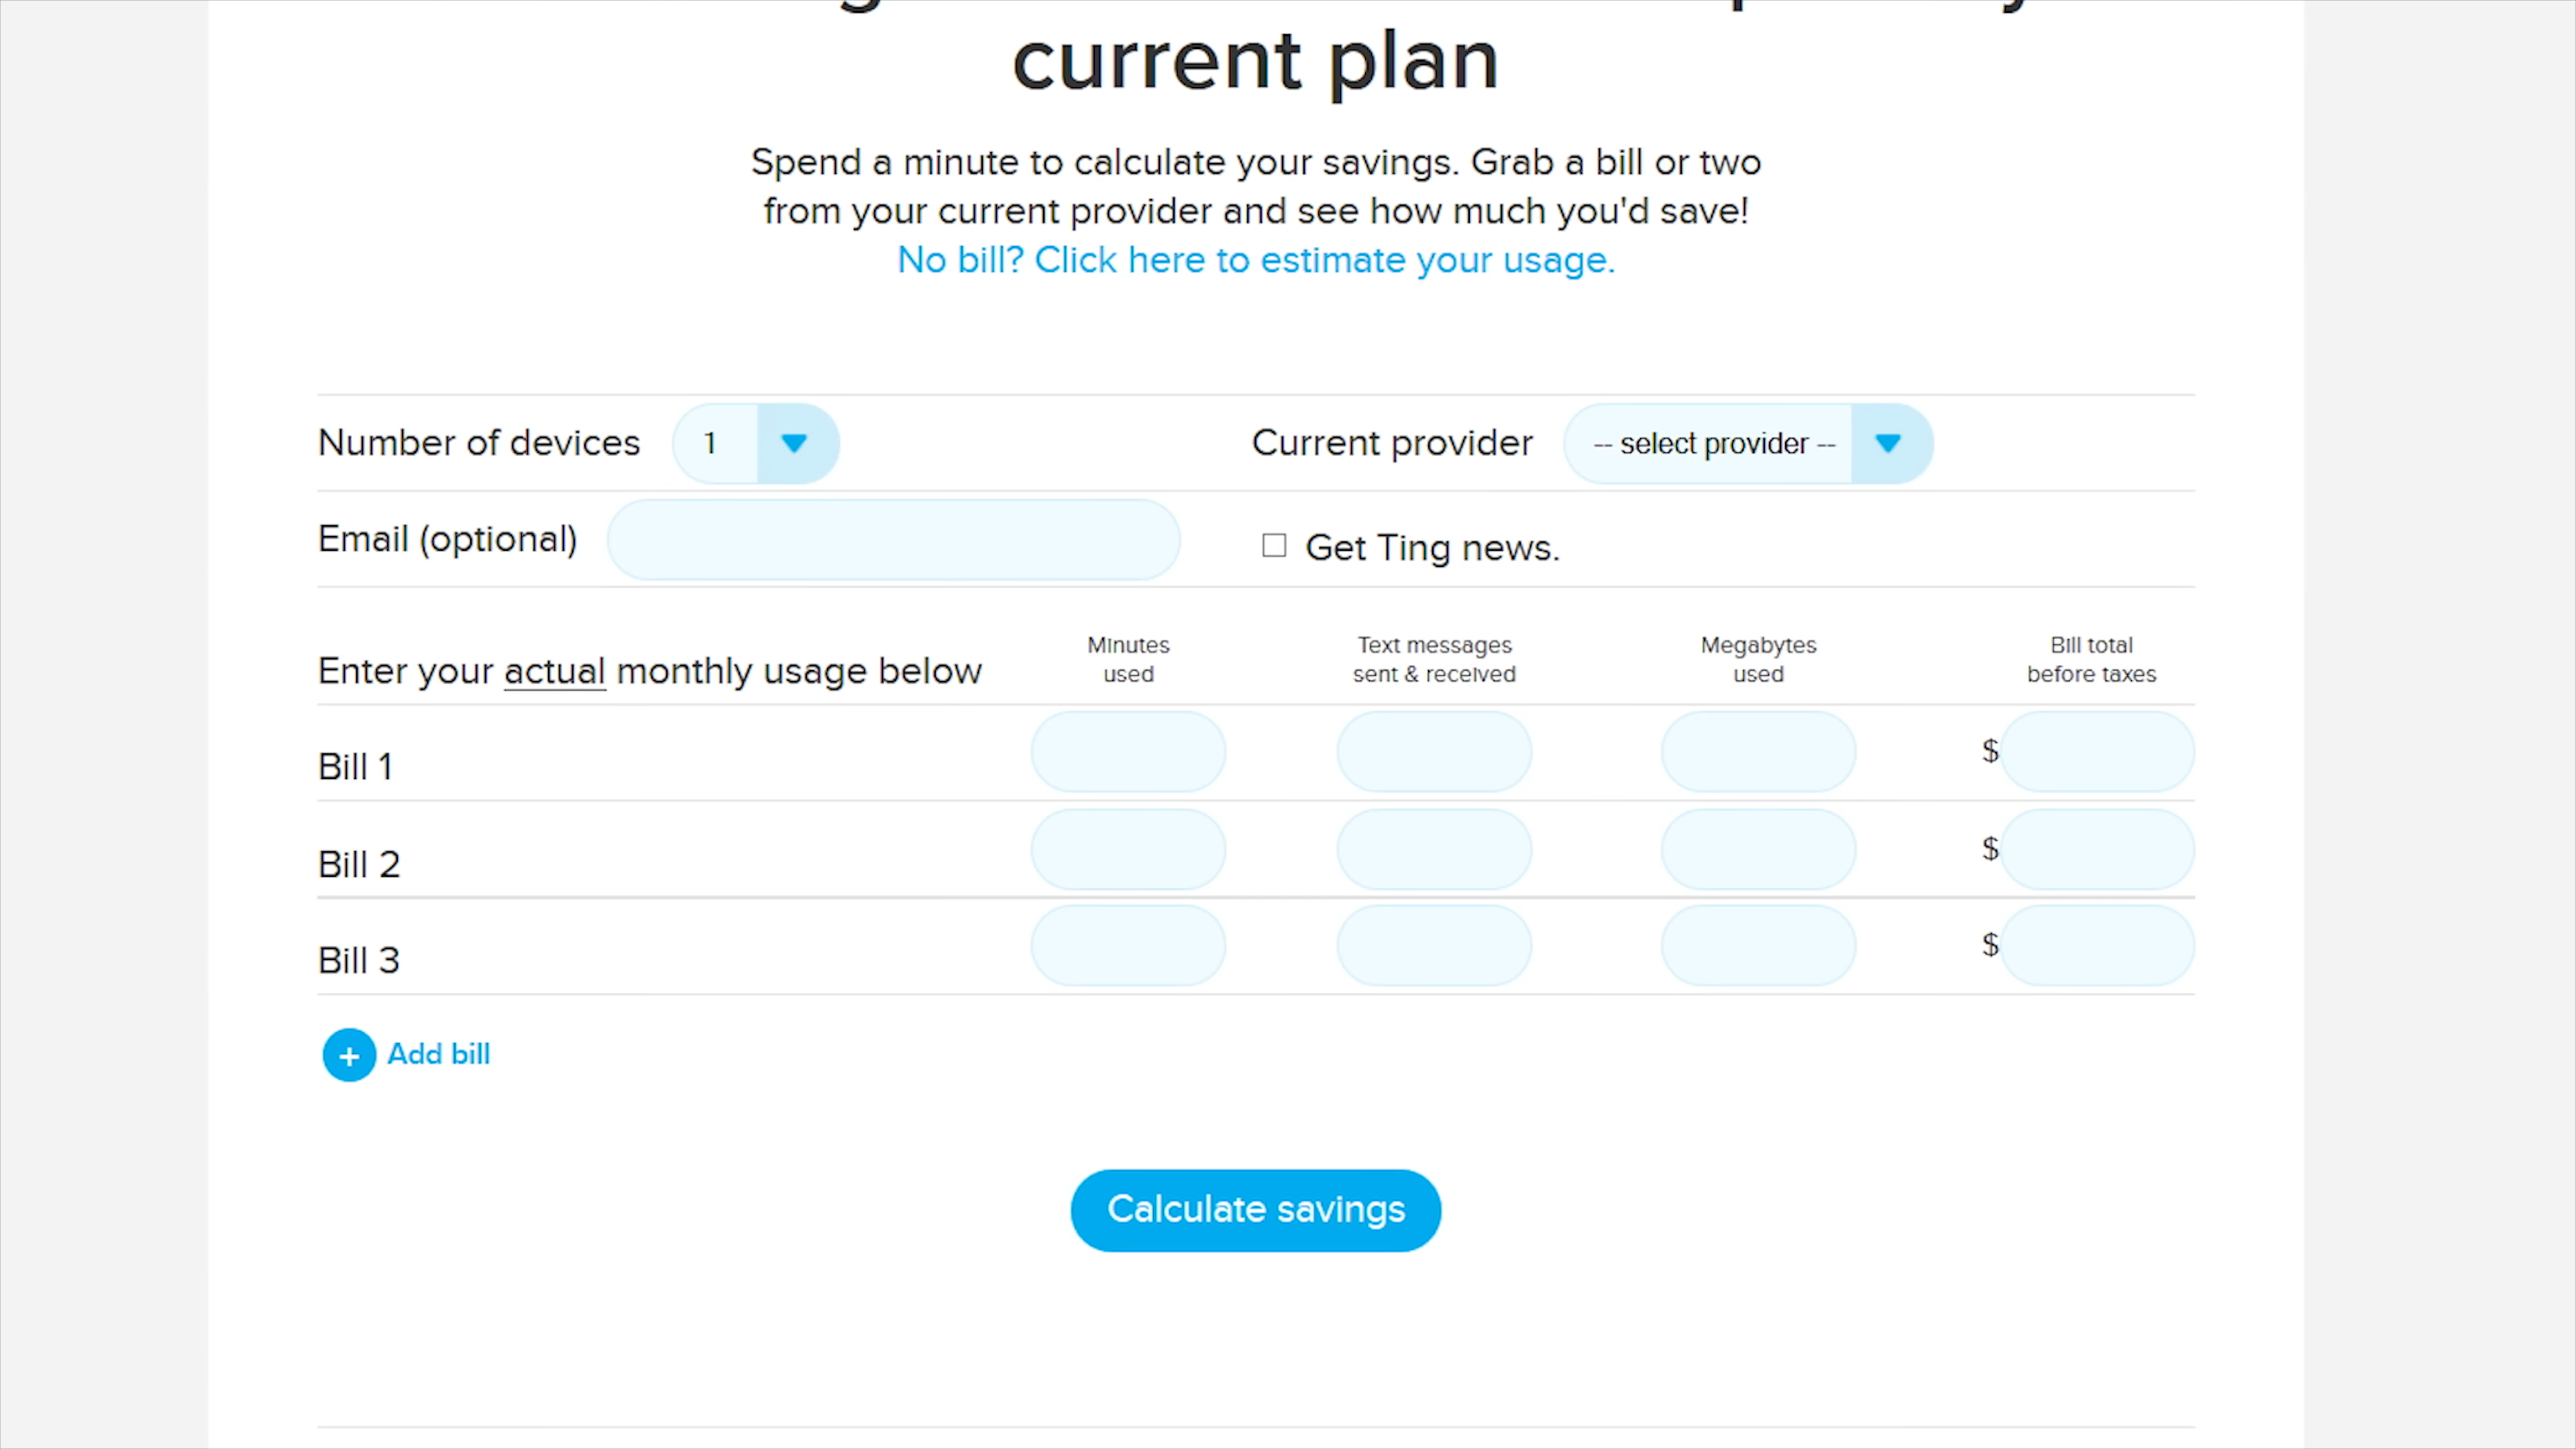 current plan
Spend a minute to calculate your savings. Grab a bill or two
from your current provider and see how much you'd save!
No bill? Click here to estimate your usage.
Number of devices 1 Current provider -- select provider --
Email (optional) Get Ting news.
Enter your actual monthly usage below
Minutes
used
Text messages
sent & received
Megabytes
used
Bill total
before taxes
Bill 1 $
Bill 2 $
Bill 3 $
+ Add bill
Calculate savings